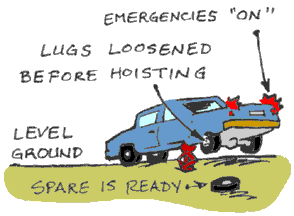 EMERGENCIES "ON"
LUGS LOOSENED
BEFORE HOISTING
LEVEL
GROUND
SPARE IS READY